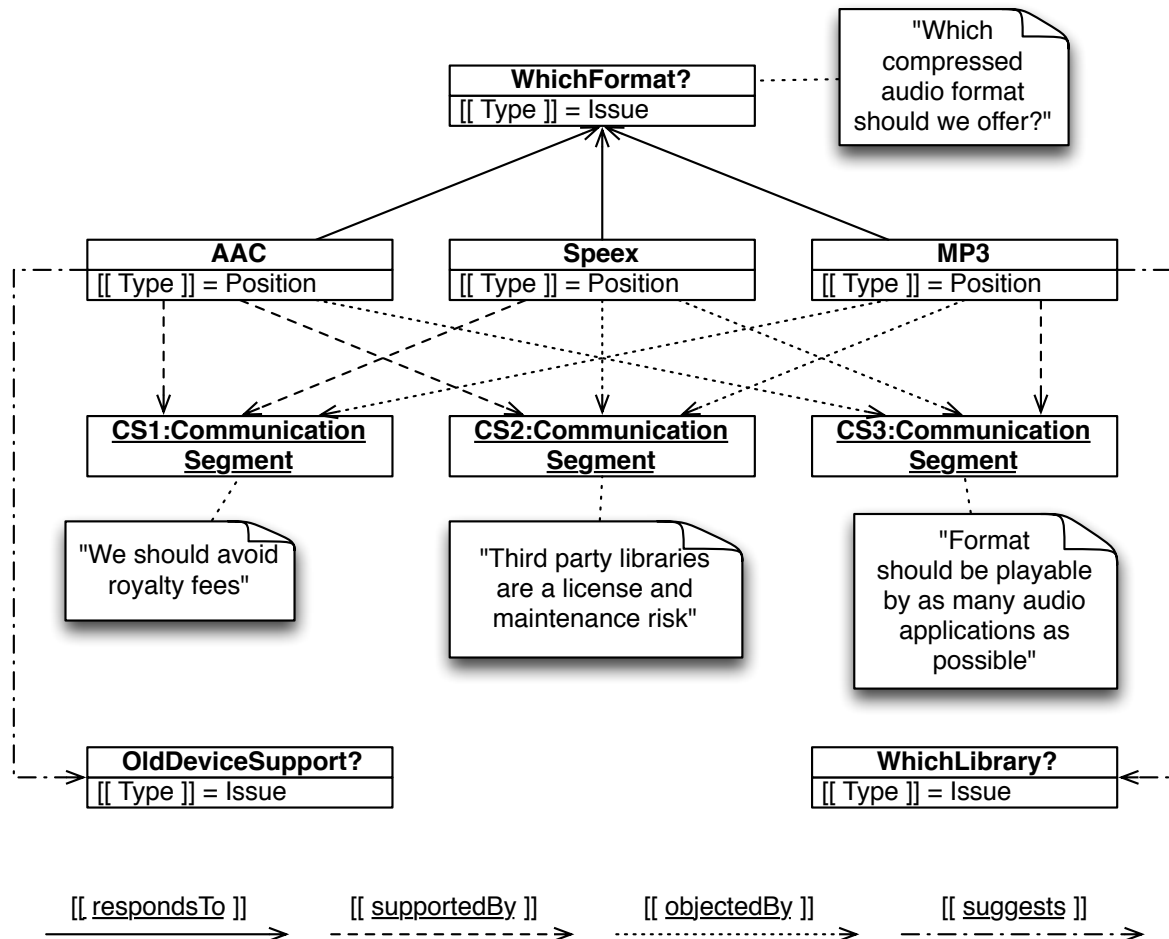 "Which
compressed
audio format
should we offer?"
WhichFormat?
[[ Type ]] = Issue
AAC
[[ Type ]] = Position
Speex
[[ Type ]] = Position
MP3
[[ Type ]] = Position
CS1:Communication
Segment
CS2:Communication
Segment
CS3:Communication
Segment
"We should avoid
royalty fees"
"Third party libraries
are a license and
maintenance risk"
"Format
should be playable
by as many audio
applications as
possible"
OldDeviceSupport?
[[ Type ]] = Issue
WhichLibrary?
[[ Type ]] = Issue
[[ respondsTo ]]
[[ supportedBy ]]
[[ objectedBy ]]
[[ suggests ]]